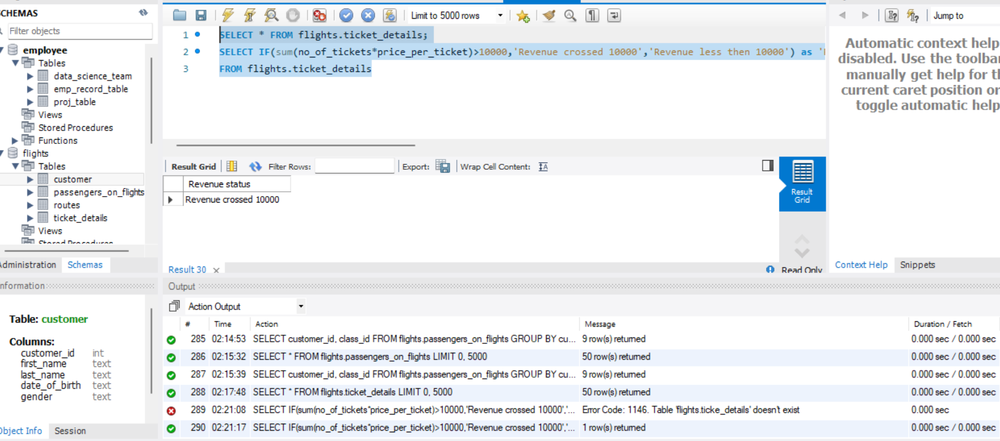 SCHEMAS
Filter objects
employee
Tables
data_science_team
emp_record_table
proj_table
Views
Stored Procedures
Functions
flights
Tables
customer
passengers_on_flights
routes
ticket_details
Views
Stored Procedures
Administration Schemas
Information
Table: customer
Columns:
customer_id int
first_name text
last_name text
date_of_birth text
gender text
Object Info Session
Limit to 5000 rows
1 SELECT * FROM flights.ticket_details;
2 SELECT IF(sum(no_of_tickets*price_per_ticket)>10000,'Revenue crossed 10000','Revenue less then 10000') as '
3 FROM flights.ticket_details
Result Grid Filter Rows: Export: Wrap Cell Content:
Revenue status
Revenue crossed 10000
Result Grid
Result 30 Read Only
Jump to
Automatic context help
disabled. Use the toolbar
manually get help for th
current caret position or
toggle automatic help
Context Help Snippets
Output
Action Output
# Time Action Message Duration / Fetch
285 02:14:53 SELECT customer_id, class_id FROM flights.passengers_on_flights GROUP BY cu... 9 row(s) returned 0.000 sec / 0.000 sec
286 02:15:32 SELECT * FROM flights.passengers_on_flights LIMIT 0, 5000 50 row(s) returned 0.000 sec / 0.000 sec
287 02:15:39 SELECT customer_id, class_id FROM flights.passengers_on_flights GROUP BY cu... 9 row(s) returned 0.000 sec / 0.000 sec
288 02:17:48 SELECT * FROM flights.ticket_details LIMIT 0, 5000 50 row(s) returned 0.000 sec / 0.000 sec
289 02:21:08 SELECT IF(sum(no_of_tickets*price_per_ticket)>10000,'Revenue crossed 10000','... Error Code: 1146. Table 'flights.ticke_details' doesn't exist 0.000 sec
290 02:21:17 SELECT IF(sum(no_of_tickets*price_per_ticket)>10000,'Revenue crossed 10000','... 1 row(s) returned 0.000 sec / 0.000 sec